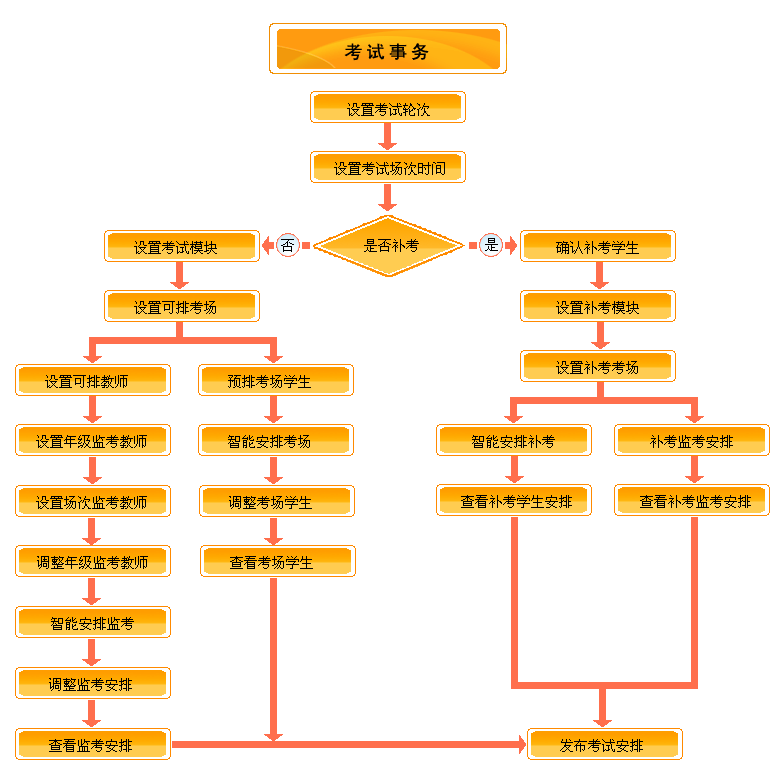 考试事务
设置考试轮次
设置考试场次时间
设置考试模块
否
是否补考
是
确认补考学生
设置可排考场
设置补考模块
设置补考考场
设置可排教师
预排考场学生
设置年级监考教师
智能安排考场
智能安排补考
补考监考安排
设置场次监考教师
调整考场学生
查看补考学生安排
查看补考监考安排
调整年级监考教师
查看考场学生
智能安排监考
调整监考安排
查看监考安排
发布考试安排